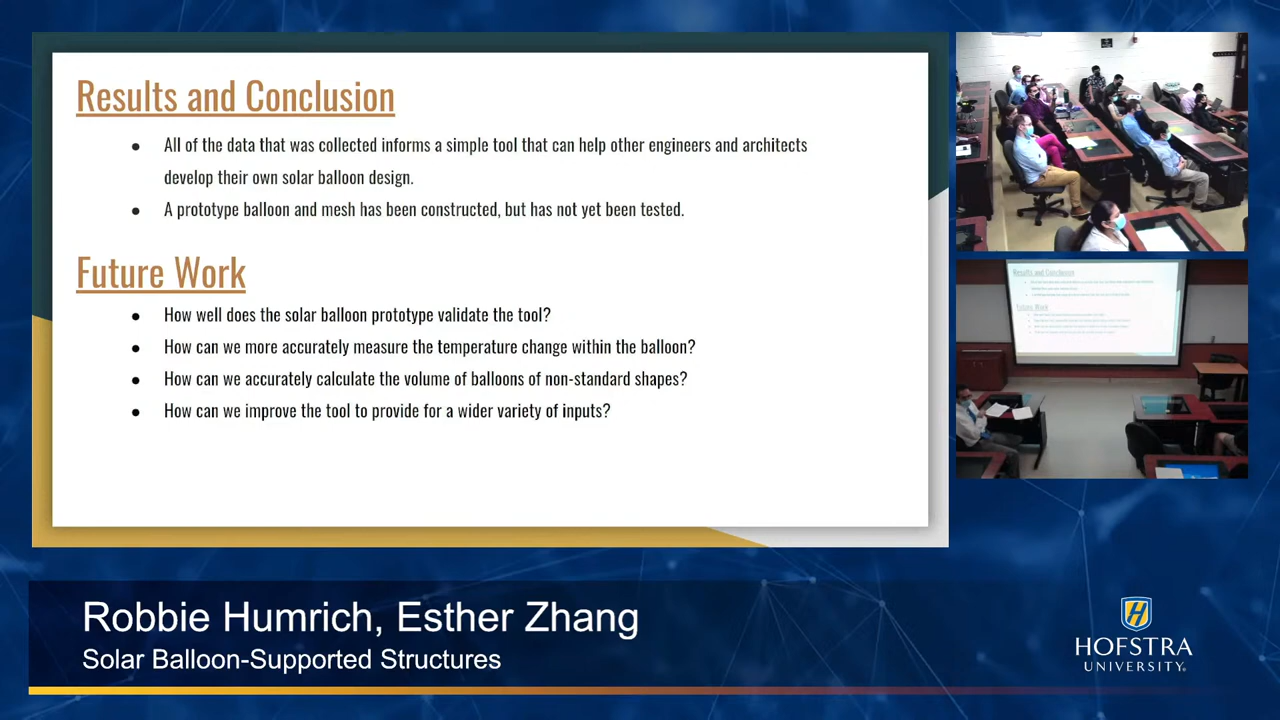 Results and Conclusion
● All of the data that was collected informs a simple tool that can help other engineers and architects
develop their own solar balloon design.
● A prototype balloon and mesh has been constructed, but has not yet been tested.
Future Work
● How well does the solar balloon prototype validate the tool?
● How can we more accurately measure the temperature change within the balloon?
● How can we accurately calculate the volume of balloons of non-standard shapes?
● How can we improve the tool to provide for a wider variety of inputs?
Results and Conclusion
Future Work
Robbie Humrich, Esther Zhang
Solar Balloon-Supported Structures
H
HOFSTRA
UNIVERSITY®